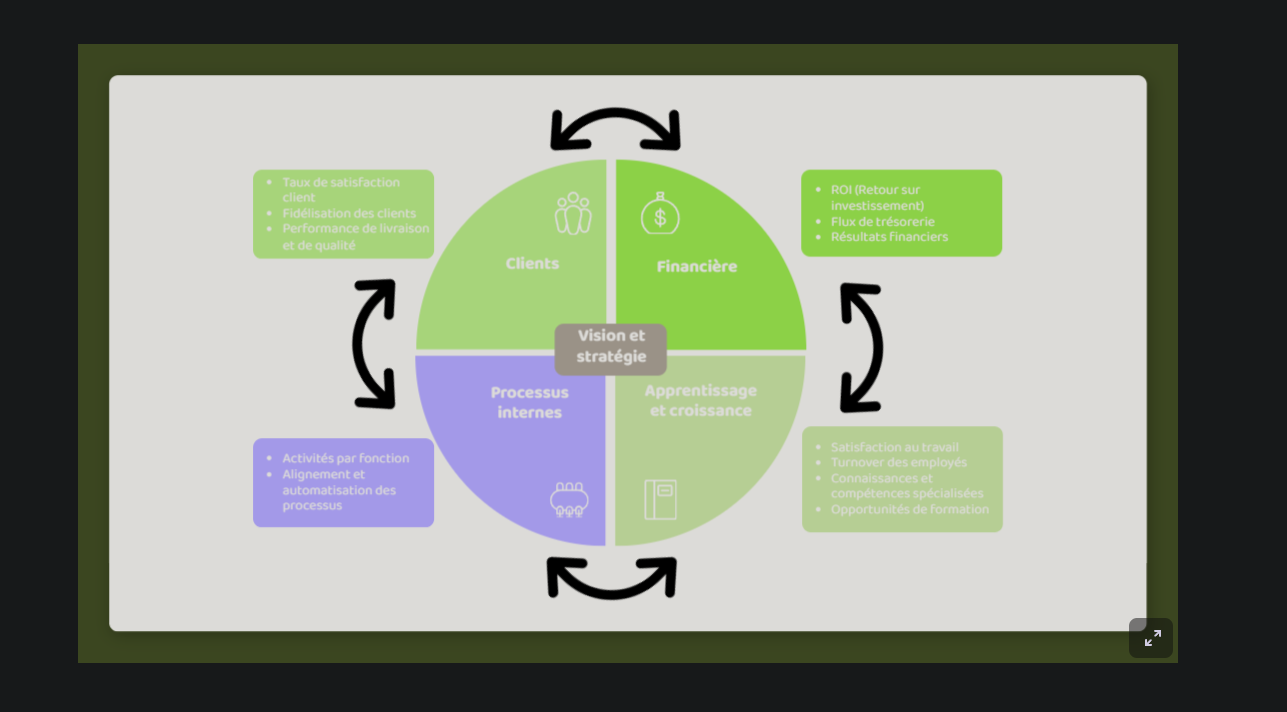 Taux de satisfaction
client
Fidélisation des clients
Performance de livraison
et de qualité
Clients
$
Financière
ROI (Retour sur
investissement)
Flux de trésorerie
Résultats financiers
Vision et
stratégie
Processus
internes
Activités par fonction
Alignement et
automatisation des
processus
Apprentissage
et croissance
Satisfaction au travail
Turnover des employés
Connaissances et
compétences spécialisées
Opportunités de formation